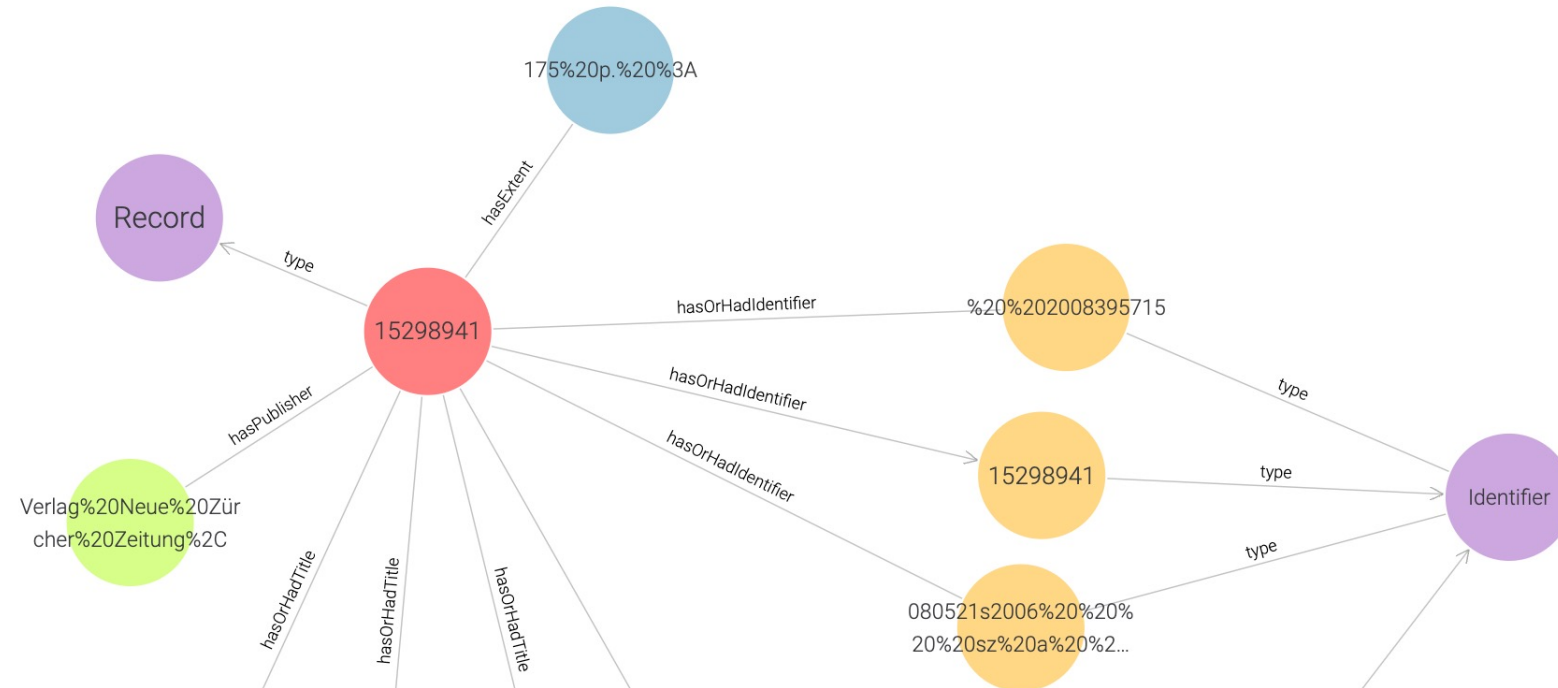 175%20p.%20%3A
hasExtent
Record
type
hasOrHadIdentifier
%20%202008395715
15298941
hasOrHadIdentifier
type
hasPublisher
hasOrHadIdentifier
15298941
type
Identifier
Verlag%20Neue%20Zür
cher%20Zeitung%2C
hasOrHadTitle
hasOrHadTitle
hasOrHadTitle
type
080521s2006%20%20%
20%20sz%20a%20%2...